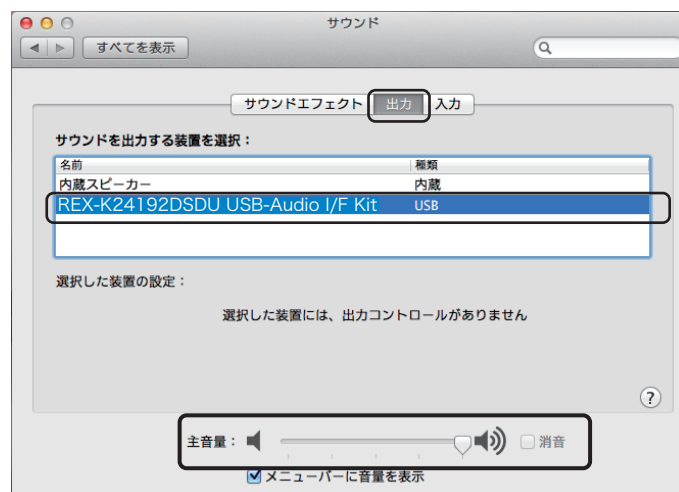 サウンド
すべてを表示
サウンドエフェクト 出力 入力
サウンドを出力する装置を選択：
名前 種類
内蔵スピーカー 内蔵
REX-K24192DSDU USB-Audio I/F Kit USB
選択した装置の設定：
選択した装置には、出力コントロールがありません
?
主音量： 消音
メニューバーに音量を表示